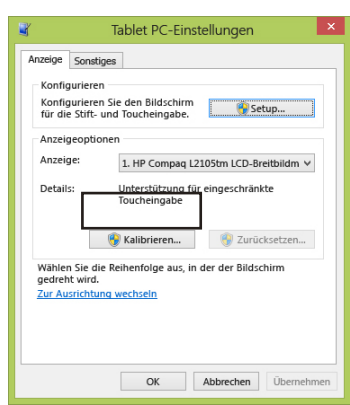 Tablet PC-Einstellungen
Anzeige Sonstiges
Konfigurieren
Konfigurieren Sie den Bildschirm
für die Stift- und Toucheingabe.
Setup...
Anzeigeoptionen
Anzeige: 1. HP Compaq L2105tm LCD-Breitbildm
Details: Unterstützung für eingeschränkte
Toucheingabe
Kalibrieren... Zurücksetzen...
Wählen Sie die Reihenfolge aus, in der der Bildschirm
gedreht wird.
Zur Ausrichtung wechseln
OK Abbrechen Übernehmen